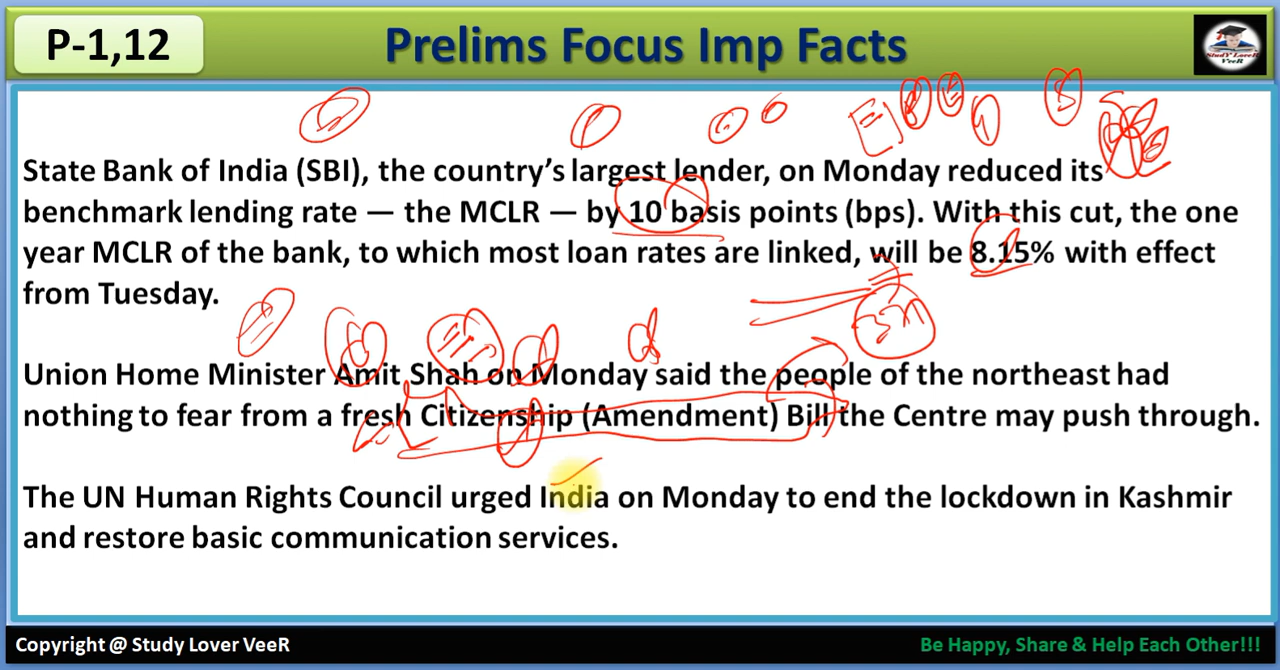 P-1,12
Prelims Focus Imp Facts
StudY LoveR
VeeR
State Bank of India (SBI), the country's largest lender, on Monday reduced its
benchmark lending rate — the MCLR — by 10 basis points (bps). With this cut, the one
year MCLR of the bank, to which most loan rates are linked, will be 8.15% with effect
from Tuesday.
Union Home Minister Amit Shah on Monday said the people of the northeast had
nothing to fear from a fresh Citizenship (Amendment) Bill the Centre may push through.
The UN Human Rights Council urged India on Monday to end the lockdown in Kashmir
and restore basic communication services.
Copyright @ Study Lover VeeR
Be Happy, Share & Help Each Other!!!